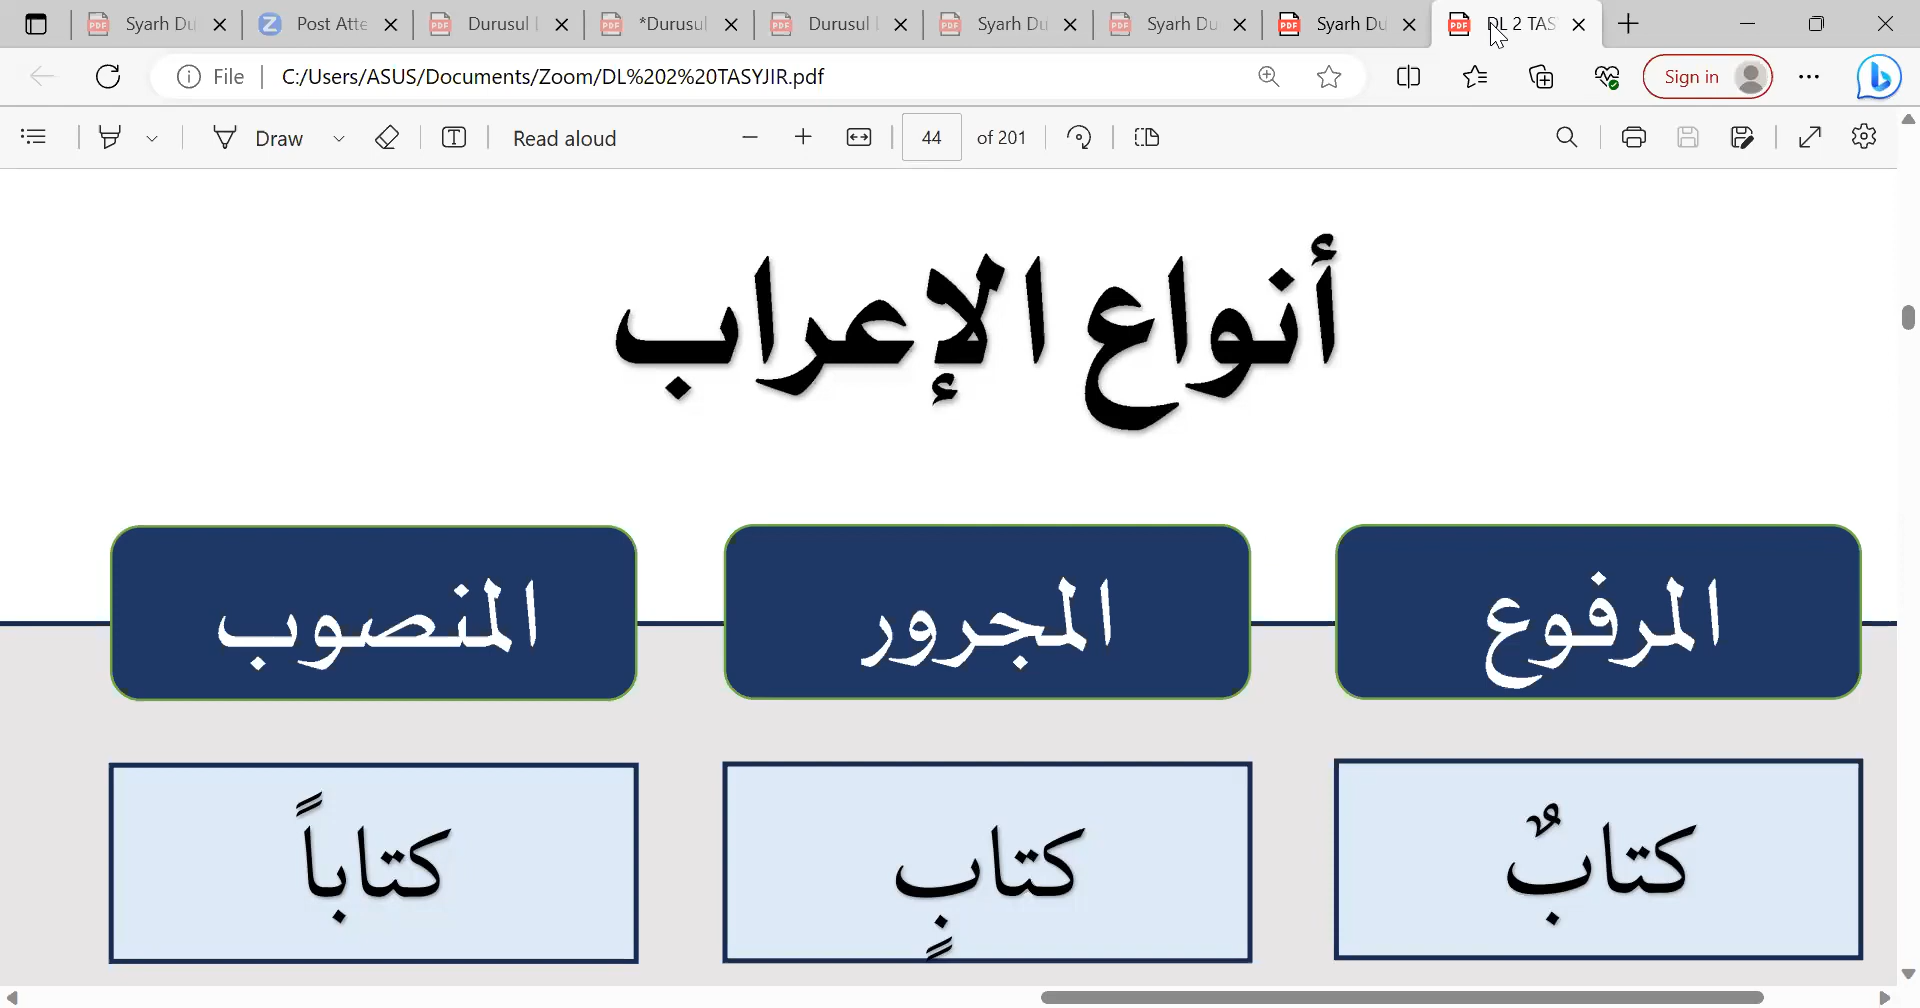 Syarh Du Post Atte Durusul *Durusul Durusul Syarh Du Syarh Du Syarh Du DL 2 TAS
File C:/Users/ASUS/Documents/Zoom/DL%202%20TASYJIR.pdf Sign in
Draw Read aloud 44 of 201
أنواع الإعراب
المرفوع المجرور المنصوب
كتابٌ كتابٍ كتاباً